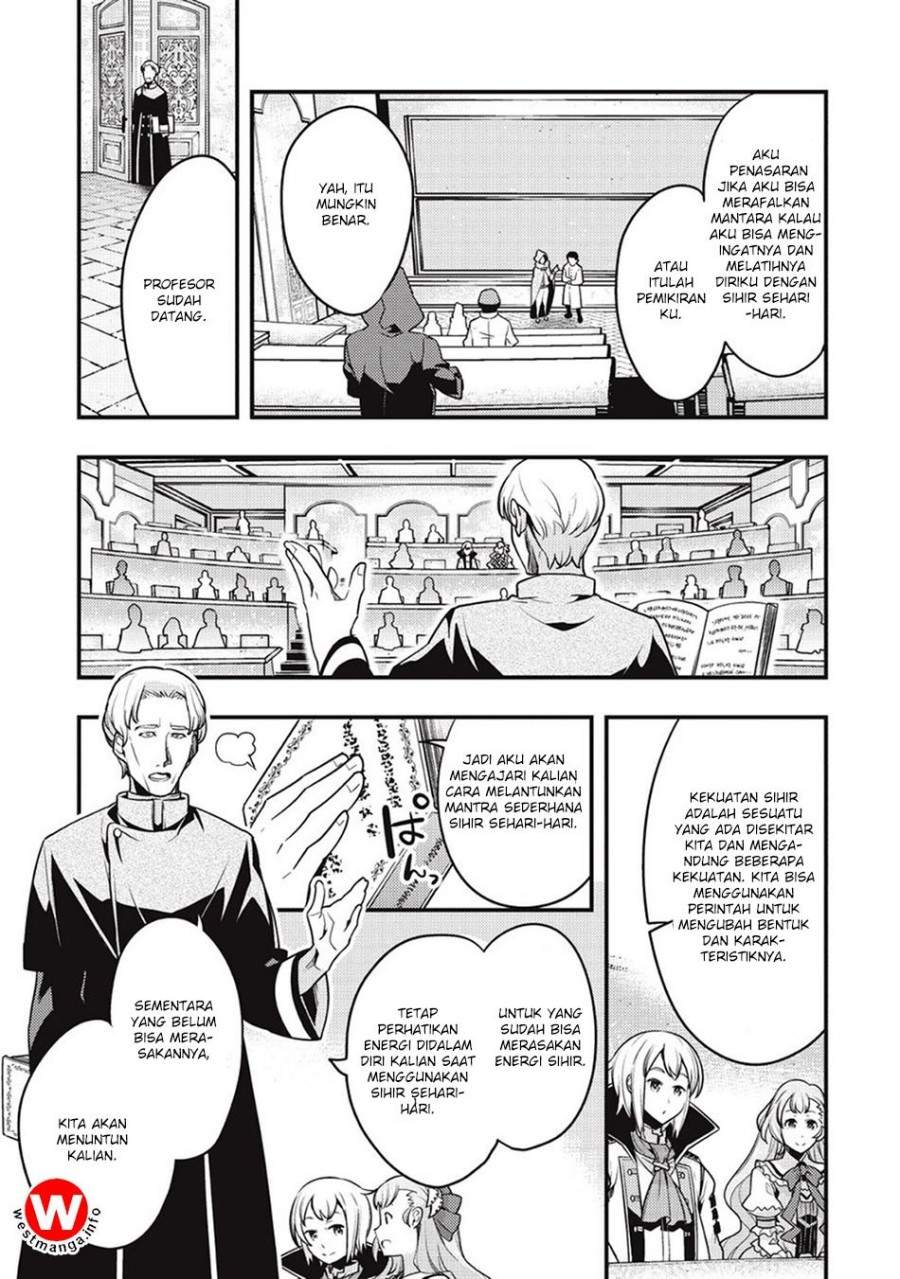 AKU
PENASARAN
JIKA AKU BISA
MERAFALKAN
MANTARA KALAU
AKU BISA MENG-
INGATNYA DAN
MELATIHNYA
DIRIKU DENGAN
SIHIR SEHARI
-HARI.
ATAU
ITULAH
PEMIKIRAN
KU.
YAH, ITU
MUNGKIN
BENAR.
PROFESOR
SUDAH
DATANG.
KEKUATAN SIHIR
ADALAH SESUATU
YANG ADA DISEKITAR
KITA DAN MENGA-
NDUNG BEBERAPA
KEKUATAN. KITA BISA
MENGGUNAKAN
PERINTAH UNTUK
MENGUBAH BENTUK
DAN KARAK-
TERISTIKNYA.
JADI AKU AKAN
MENGAJARI KALIAN
CARA MELANTUNKAN
MANTRA SEDERHANA
SIHIR SEHARI-HARI.
ぱんっ
UNTUK YANG
SUDAH BISA
MERASAKAN
ENERGI SIHIR.
TETAP
PERHATIKAN
ENERGI DIDALAM
DIRI KALIAN SAAT
MENGGUNAKAN
SIHIR SEHARI-
HARI.
SEMENTARA
YANG BELUM
BISA MERA-
SAKANNYA,
KITA AKAN
MENUNTUN
KALIAN.
W
westmanga.info